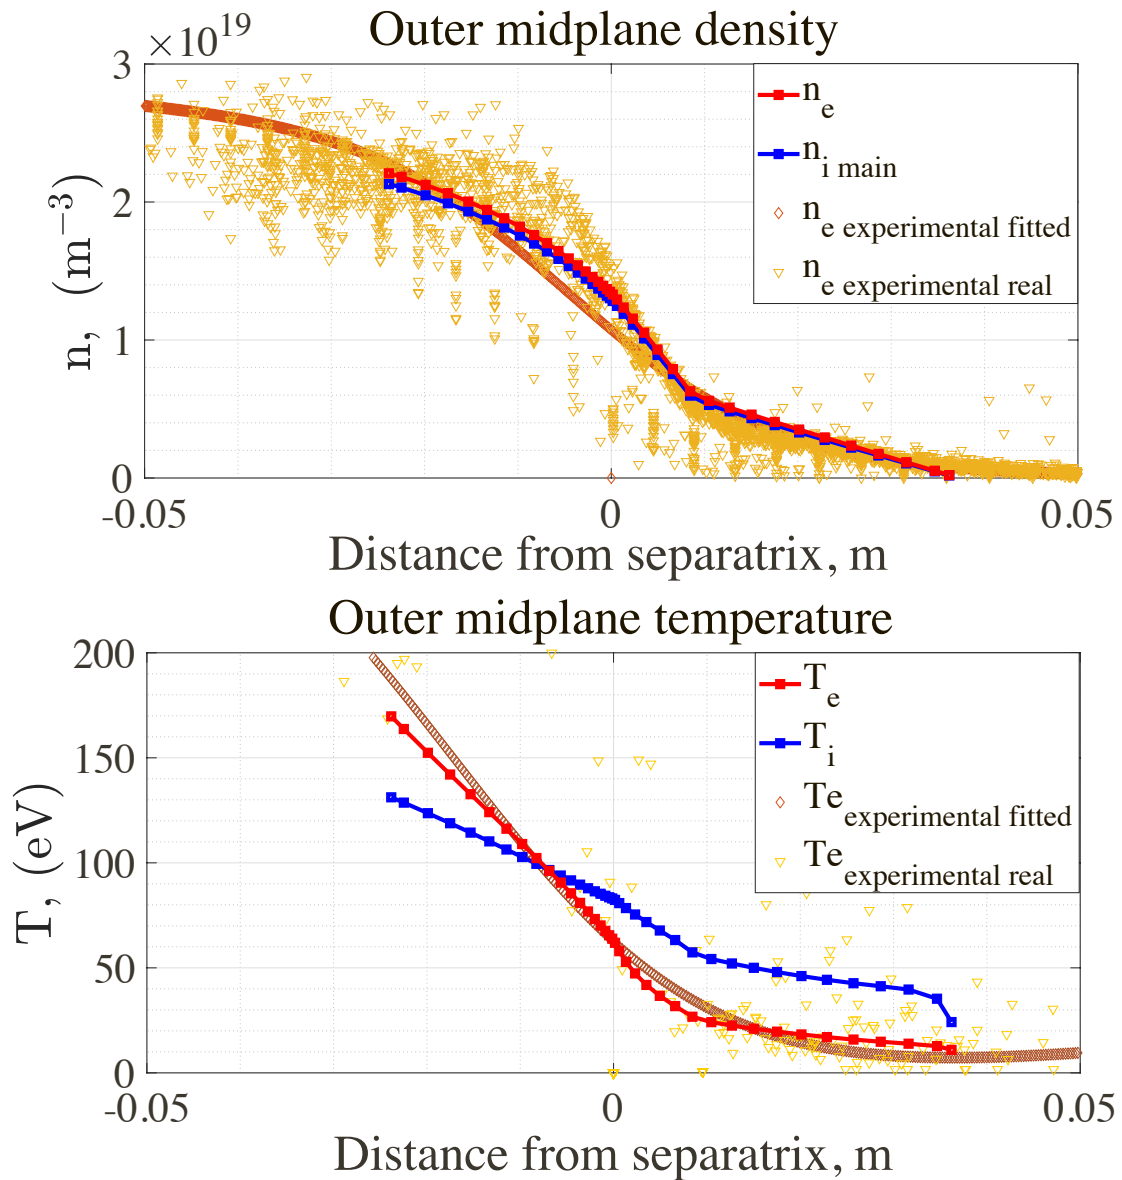 Outer midplane density
×10^19
3
2
1
0
n, (m^−3)
n_e
n_i main
n_e experimental fitted
n_e experimental real
-0.05 0 0.05
Distance from separatrix, m
Outer midplane temperature
200
150
100
50
0
T, (eV)
T_e
T_i
Te_experimental fitted
Te_experimental real
-0.05 0 0.05
Distance from separatrix, m